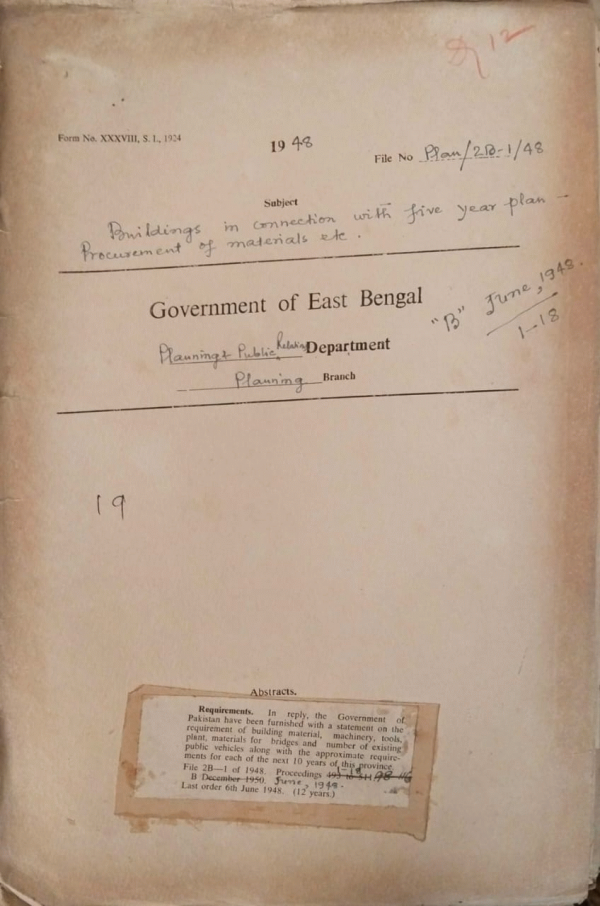 12
Form No. XXXVIII, S. I., 1924
1948
File No Plan/2B-1/48
Subject
Buildings in connection with five year plan —
Procurement of materials etc.
Government of East Bengal
"B" June, 1948.
1-18
Planning & Public Relation Department
Planning Branch
19
Abstracts.
Requirements. In reply, the Government of
Pakistan have been furnished with a statement on the
requirement of building material, machinery, tools,
plant, materials for bridges and number of existing
public vehicles along with the approximate require-
ments for each of the next 10 years of this province.
File 2B—1 of 1948. Proceedings
B December 1950. June, 1948.
Last order 6th June 1948. (12 years.)